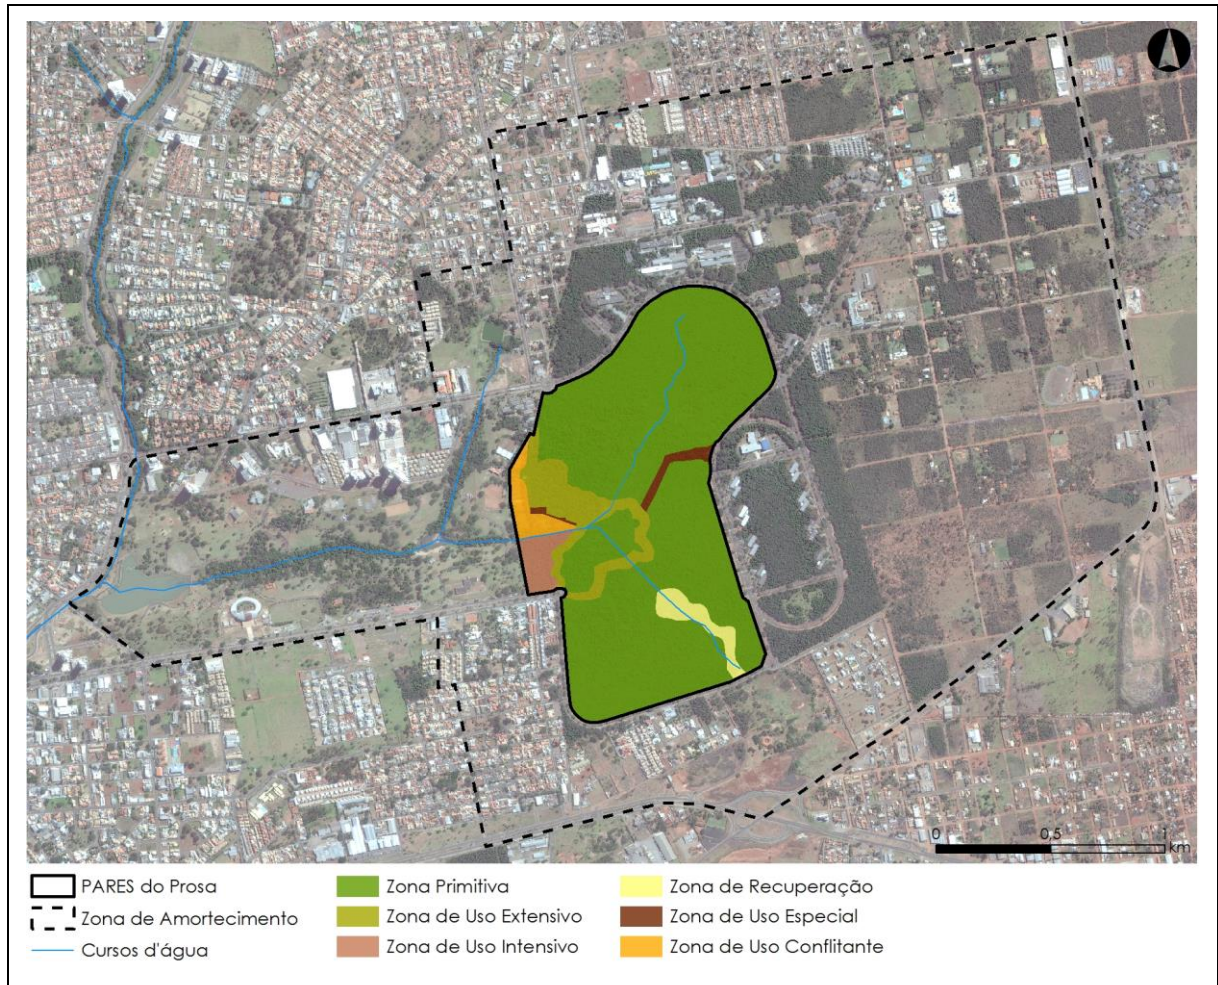 0 0,5 1
km
PARES do Prosa
Zona de Amortecimento
Cursos d'água
Zona Primitiva
Zona de Uso Extensivo
Zona de Uso Intensivo
Zona de Recuperação
Zona de Uso Especial
Zona de Uso Conflitante